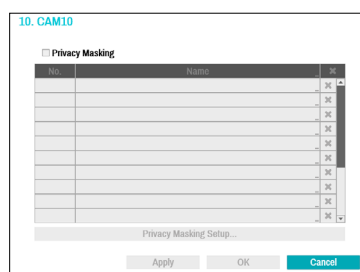 10. CAM10
Privacy Masking
No. Name
Privacy Masking Setup...
Apply OK Cancel